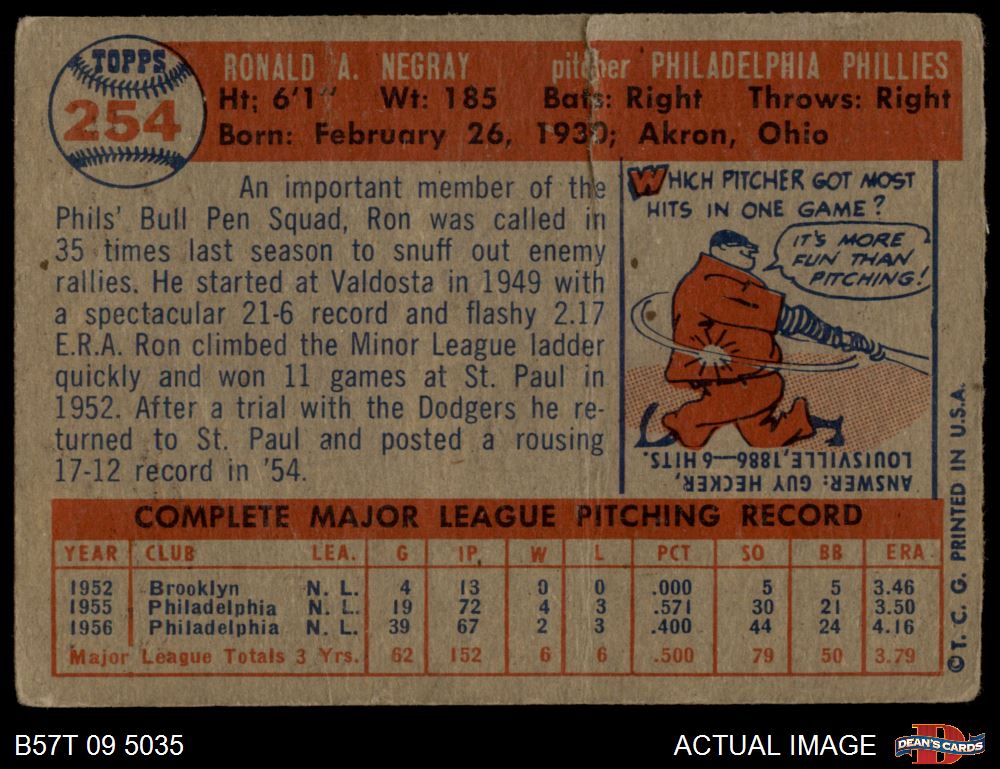 TOPPS
254
RONALD A. NEGRAY pitcher PHILADELPHIA PHILLIES
Ht; 6'1" Wt: 185 Bats: Right Throws: Right
Born: February 26, 1930; Akron, Ohio
An important member of the
Phils' Bull Pen Squad, Ron was called in
35 times last season to snuff out enemy
rallies. He started at Valdosta in 1949 with
a spectacular 21-6 record and flashy 2.17
E.R.A. Ron climbed the Minor League ladder
quickly and won 11 games at St. Paul in
1952. After a trial with the Dodgers he re-
turned to St. Paul and posted a rousing
17-12 record in '54.
WHICH PITCHER GOT MOST
HITS IN ONE GAME?
IT'S MORE
FUN THAN
PITCHING!
ANSWER: GUY HECKER,
LOUISVILLE, 1886—6 HITS.
COMPLETE MAJOR LEAGUE PITCHING RECORD
YEAR CLUB LEA. G IP. W L PCT SO BB ERA
1952 Brooklyn N. L. 4 13 0 0 .000 5 5 3.46
1955 Philadelphia N. L. 19 72 4 3 .571 30 21 3.50
1956 Philadelphia N. L. 39 67 2 3 .400 44 24 4.16
Major League Totals 3 Yrs. 62 152 6 6 .500 79 50 3.79
©T. C. G. PRINTED IN U.S.A.
B57T 09 5035
ACTUAL IMAGE
D
DEAN'S CARDS